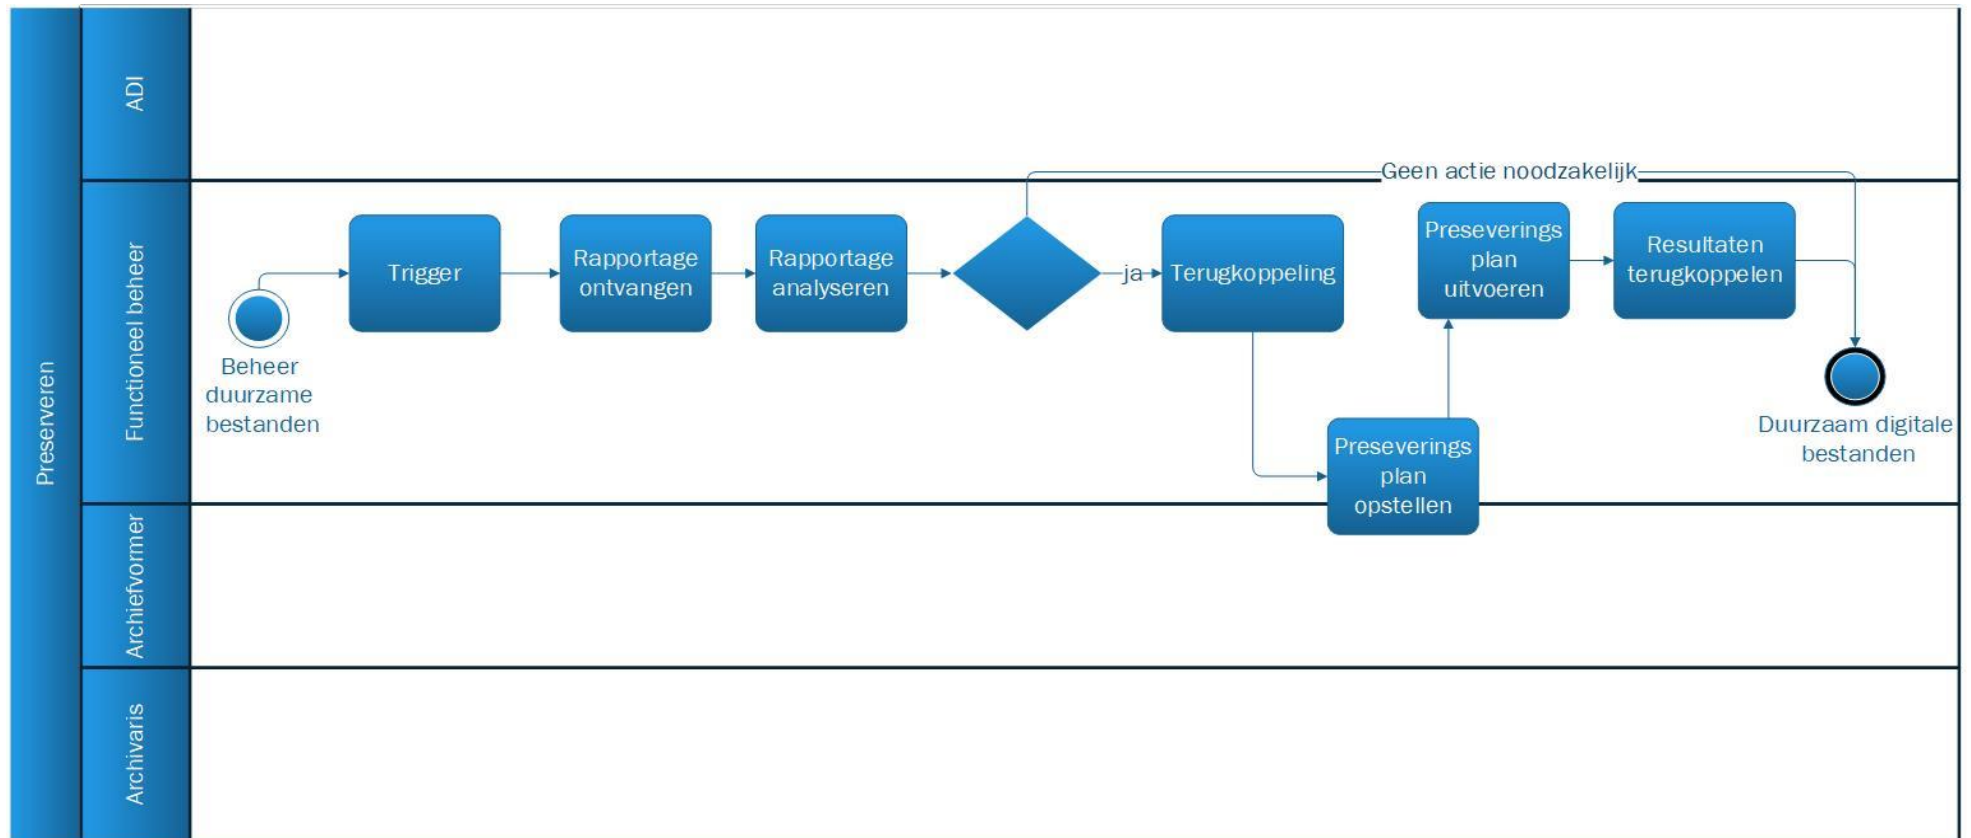 Preserveren
ADI
Functioneel beheer
Archiefvormer
Archivaris
Beheer
duurzame
bestanden
Trigger
Rapportage
ontvangen
Rapportage
analyseren
Geen actie noodzakelijk
ja
Terugkoppeling
Preseverings
plan
opstellen
Preseverings
plan
uitvoeren
Resultaten
terugkoppelen
Duurzaam digitale
bestanden